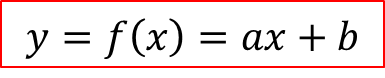 y = f(x) = ax + b